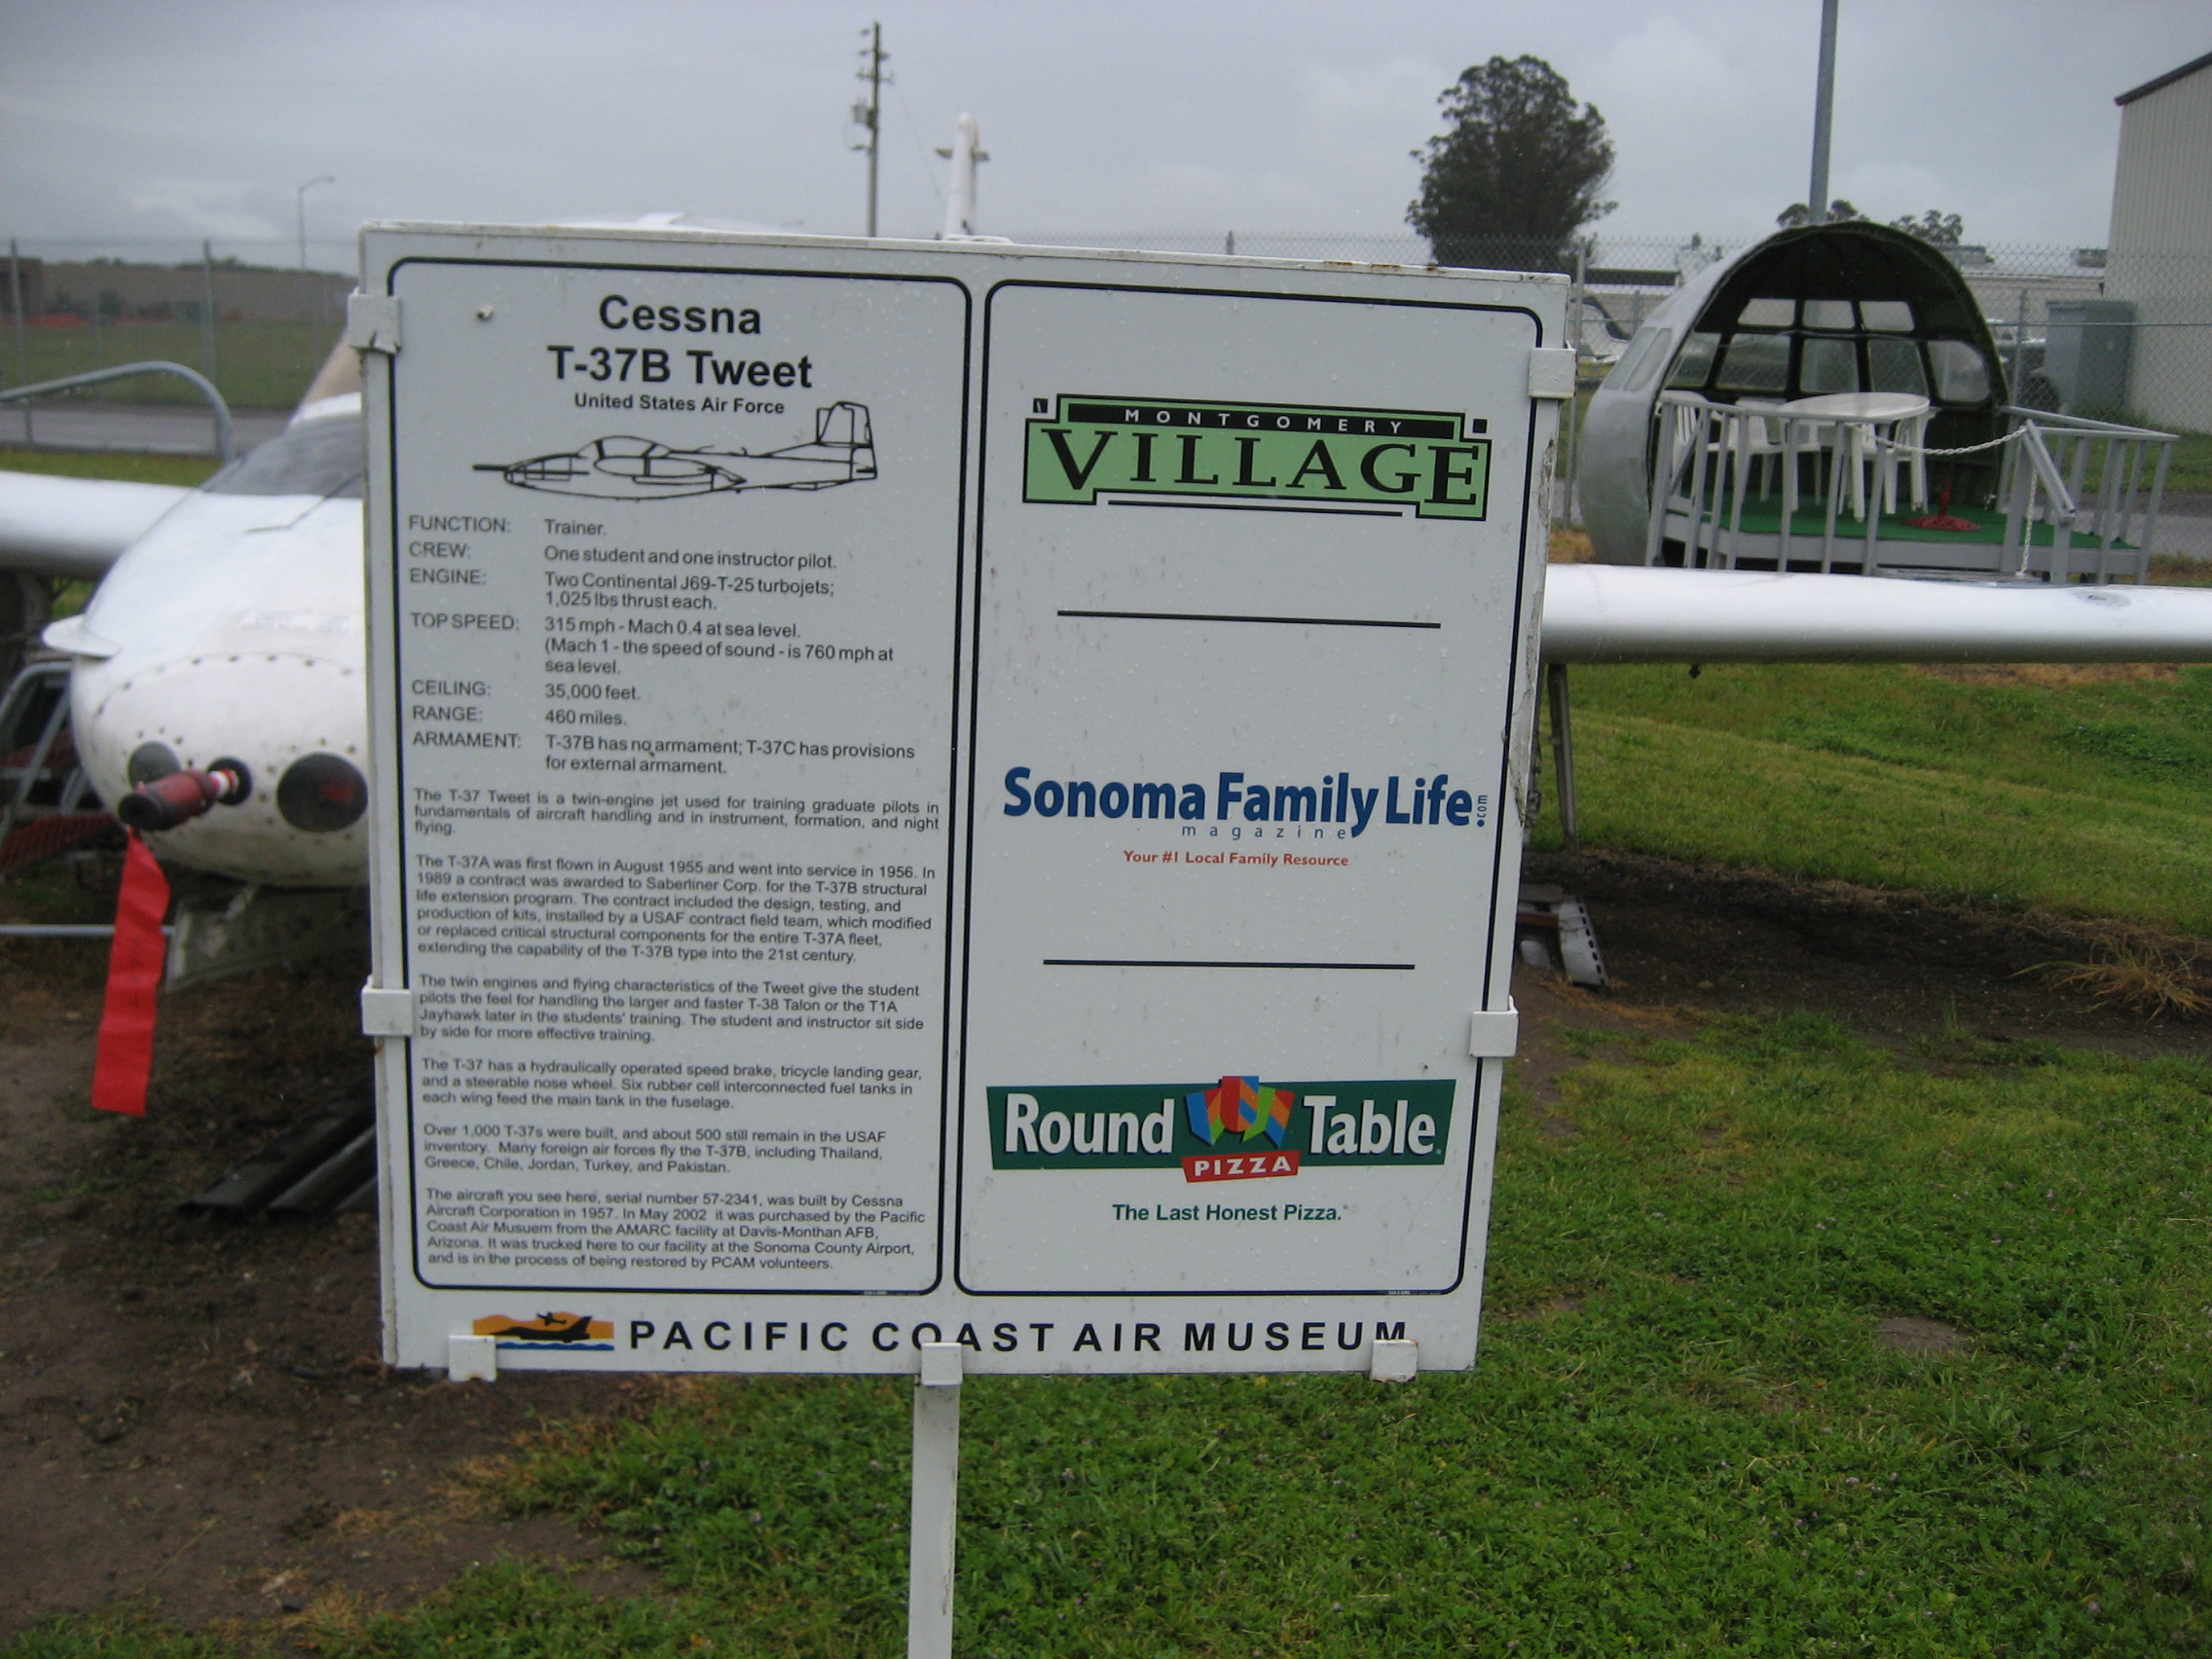 Cessna
T-37B Tweet
United States Air Force
FUNCTION: Trainer.
CREW: One student and one instructor pilot.
ENGINE: Two Continental J69-T-25 turbojets;
1,025 lbs thrust each.
TOP SPEED: 315 mph - Mach 0.4 at sea level.
(Mach 1 - the speed of sound - is 760 mph at
sea level.
CEILING: 35,000 feet.
RANGE: 460 miles.
ARMAMENT: T-37B has no armament; T-37C has provisions
for external armament.
The T-37 Tweet is a twin-engine jet used for training graduate pilots in
fundamentals of aircraft handling and in instrument, formation, and night
flying.
The T-37A was first flown in August 1955 and went into service in 1956. In
1989 a contract was awarded to Saberliner Corp. for the T-37B structural
life extension program. The contract included the design, testing, and
production of kits, installed by a USAF contract field team, which modified
or replaced critical structural components for the entire T-37A fleet,
extending the capability of the T-37B type into the 21st century.
The twin engines and flying characteristics of the Tweet give the student
pilots the feel for handling the larger and faster T-38 Talon or the T1A
Jayhawk later in the students' training. The student and instructor sit side
by side for more effective training.
The T-37 has a hydraulically operated speed brake, tricycle landing gear,
and a steerable nose wheel. Six rubber cell interconnected fuel tanks in
each wing feed the main tank in the fuselage.
Over 1,000 T-37s were built, and about 500 still remain in the USAF
inventory. Many foreign air forces fly the T-37B, including Thailand,
Greece, Chile, Jordan, Turkey, and Pakistan.
The aircraft you see here, serial number 57-2341, was built by Cessna
Aircraft Corporation in 1957. In May 2002 it was purchased by the Pacific
Coast Air Musuem from the AMARC facility at Davis-Monthan AFB,
Arizona. It was trucked here to our facility at the Sonoma County Airport,
and is in the process of being restored by PCAM volunteers.
MONTGOMERY
VILLAGE
Sonoma Family Life.com
magazine
Your #1 Local Family Resource
Round Table
PIZZA
The Last Honest Pizza.
PACIFIC COAST AIR MUSEUM